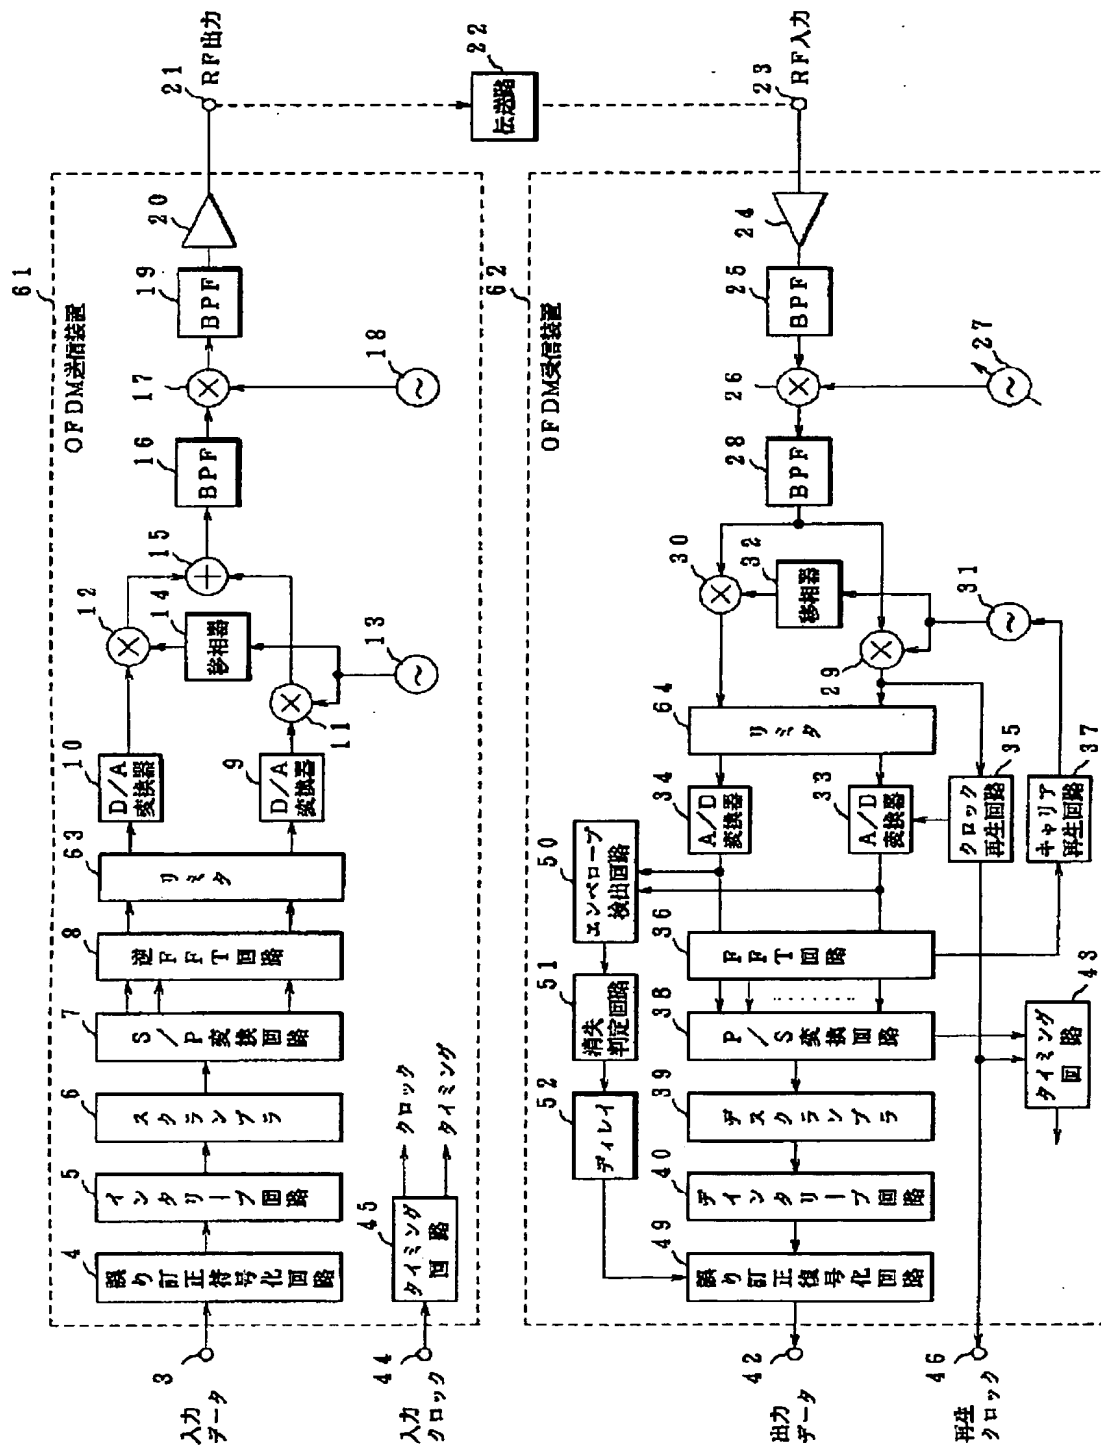 61
OFDM送信装置
3
入力
データ
4
誤り訂正符号化回路
5
インタリーブ回路
6
スクランブラ
7
S/P変換回路
8
逆FFT回路
63
リミタ
10
D/A
変換器
9
D/A
変換器
12
11
14
移相器
13
15
16
BPF
17
18
19
BPF
20
21
RF出力
44
入力
クロック
45
タイミング
回路
クロック
タイミング
22
伝送路
62
OFDM受信装置
23
RF入力
24
25
BPF
26
27
28
BPF
30
32
移相器
29
31
64
リミタ
34
A/D
変換器
33
A/D
変換器
35
クロック
再生回路
37
キャリア
再生回路
50
エンベロープ
検出回路
36
FFT回路
51
消失
判定回路
38
P/S変換回路
43
タイミング
回路
52
ディレイ
39
デスクランブラ
40
デインタリーブ回路
49
誤り訂正復号化回路
42
出力
データ
46
再生
クロック